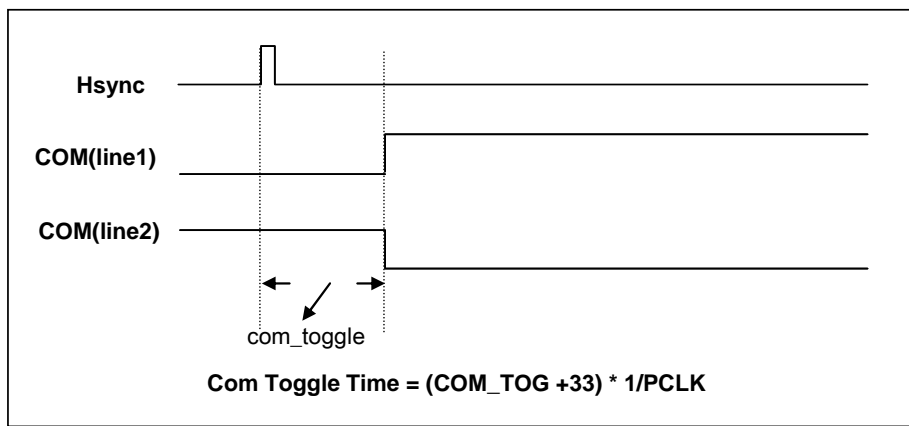 Hsync
COM(line1)
COM(line2)
com_toggle
Com Toggle Time = (COM_TOG +33) * 1/PCLK